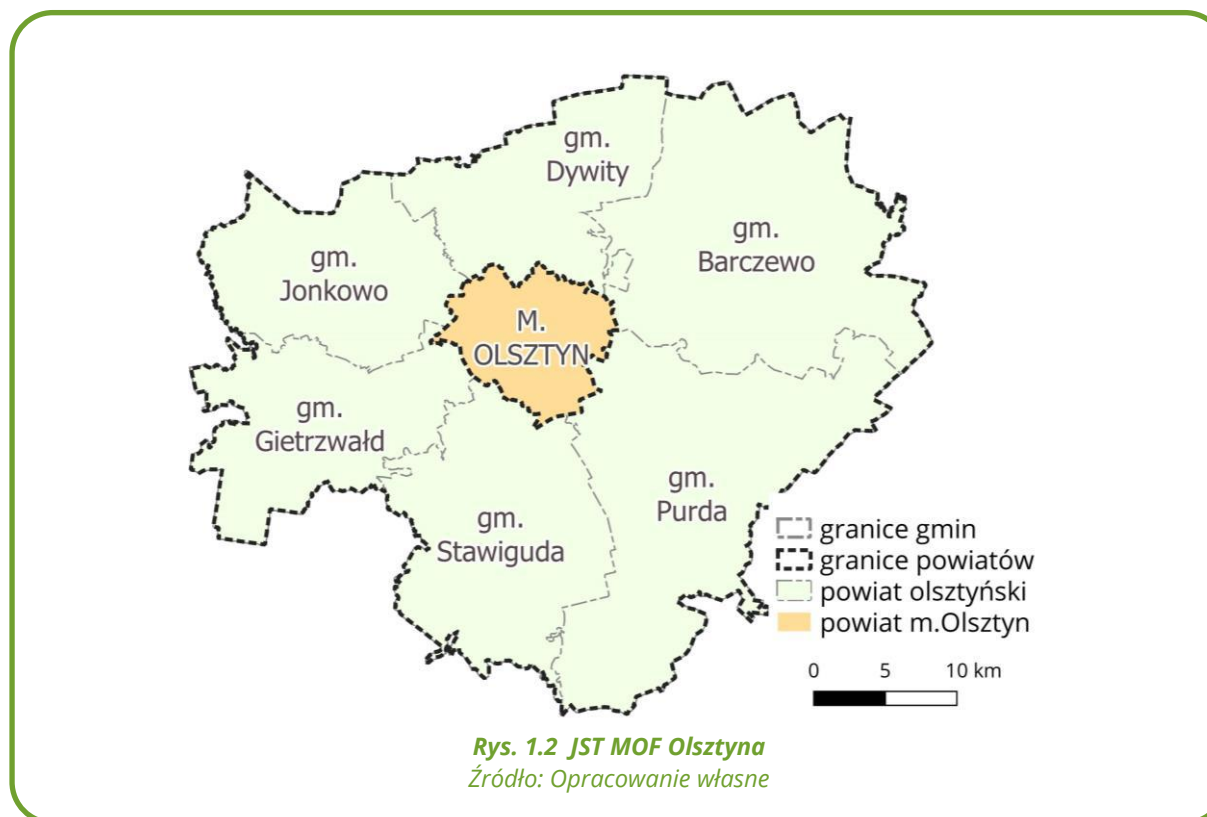 gm.
Dywity
gm.
Barczewo
gm.
Jonkowo
M.
OLSZTYN
gm.
Gietrzwałd
gm.
Purda
gm.
Stawiguda
granice gmin
granice powiatów
powiat olsztyński
powiat m.Olsztyn
0 5 10 km
Rys. 1.2 JST MOF Olsztyna
Źródło: Opracowanie własne